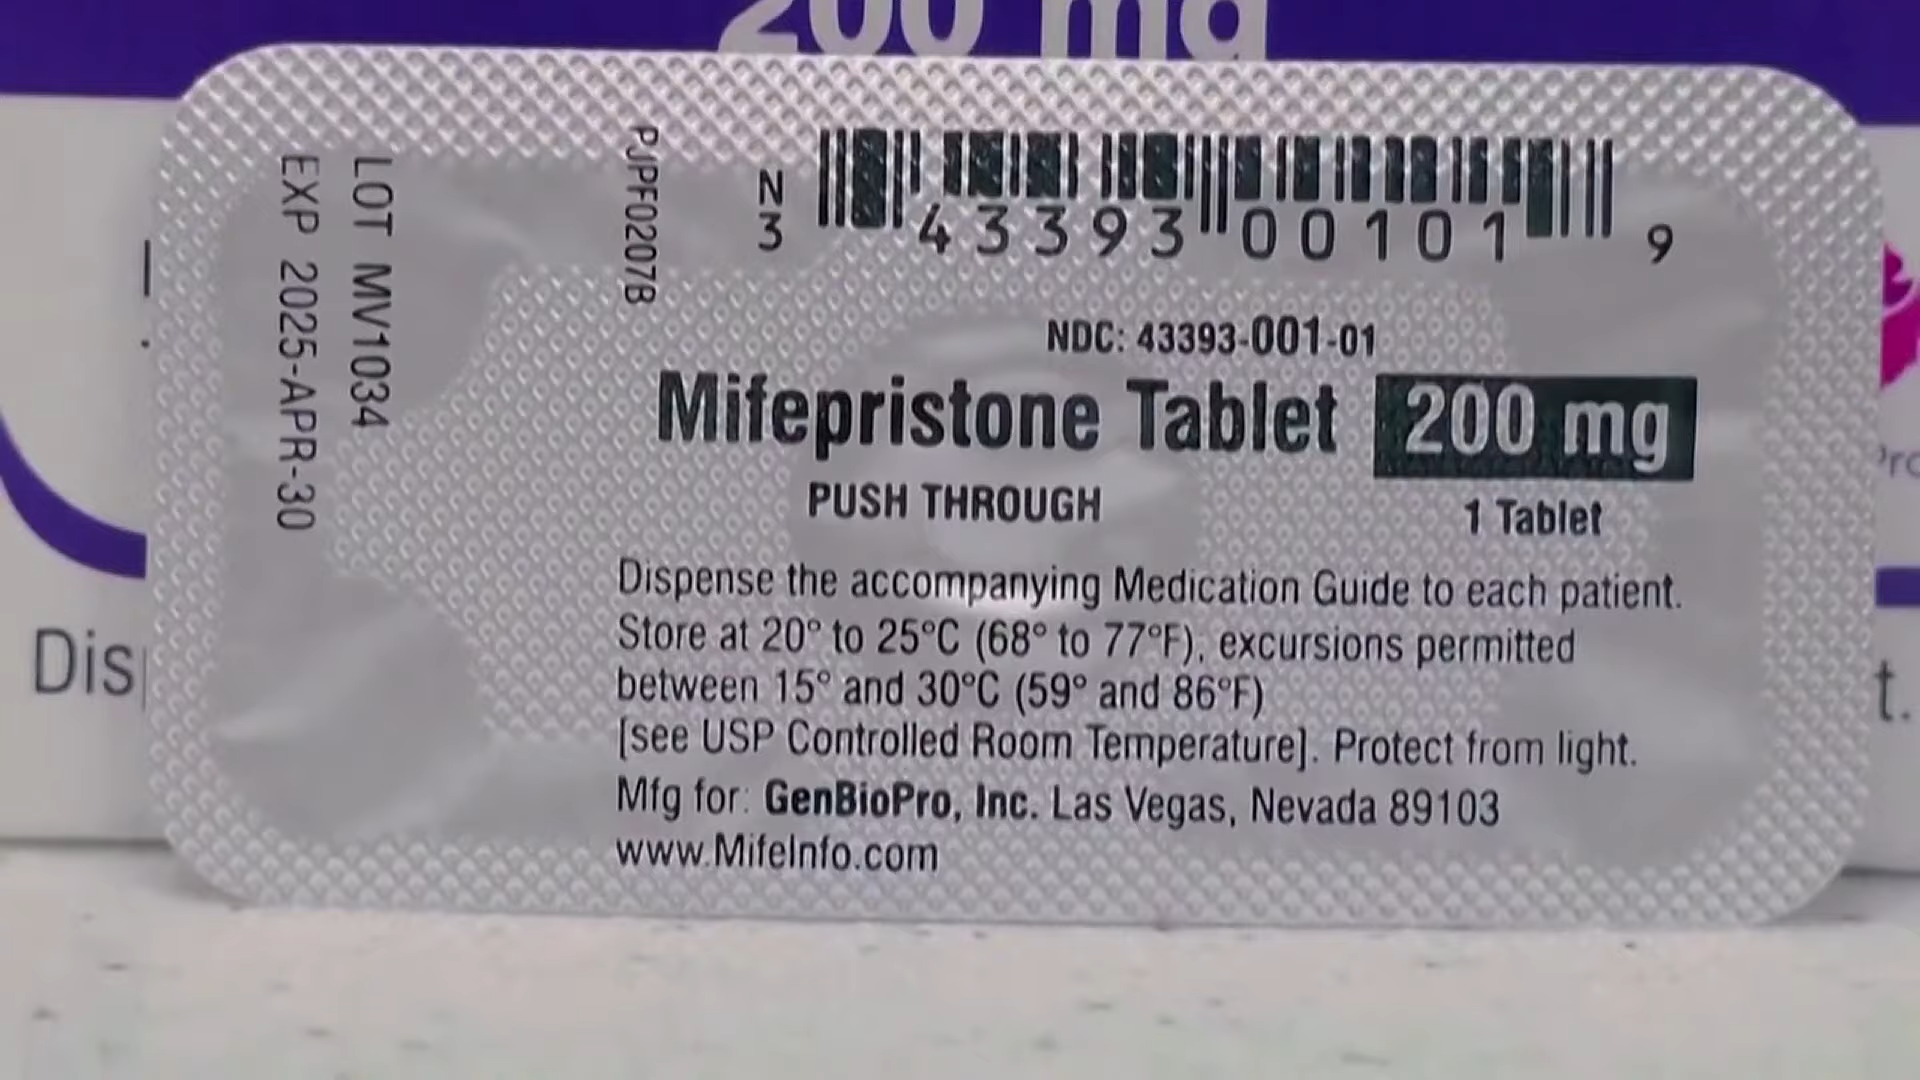 200 mg
LOT MV1034
EXP 2025-APR-30
PJPF0207B
N
3
43393 00101 9
NDC: 43393-001-01
Mifepristone Tablet 200 mg
PUSH THROUGH
1 Tablet
Dispense the accompanying Medication Guide to each patient.
Store at 20° to 25°C (68° to 77°F), excursions permitted
between 15° and 30°C (59° and 86°F)
[see USP Controlled Room Temperature]. Protect from light.
Mfg for: GenBioPro, Inc. Las Vegas, Nevada 89103
www.MifeInfo.com